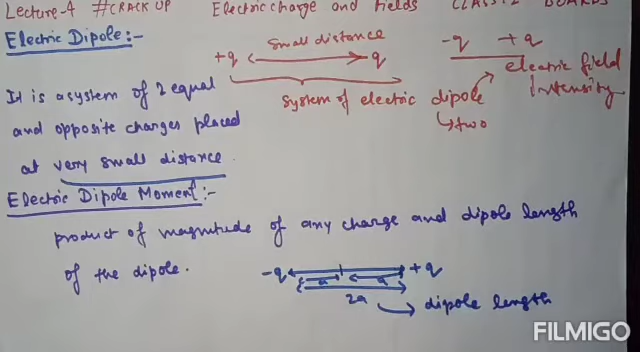 Lecture-4 #CRACK UP Electric charge and Fields CLASS 12 BOARDS
Electric Dipole:-
small distance
+q -q -q +q
electric field
Intensity
system of electric dipole
↳ two
It is a system of 2 equal
and opposite charges placed
at very small distance.
Electric Dipole Moment:-
product of magnitude of any charge and dipole length
of the dipole.
-q +q
a a
2a → dipole length
FILMIGO